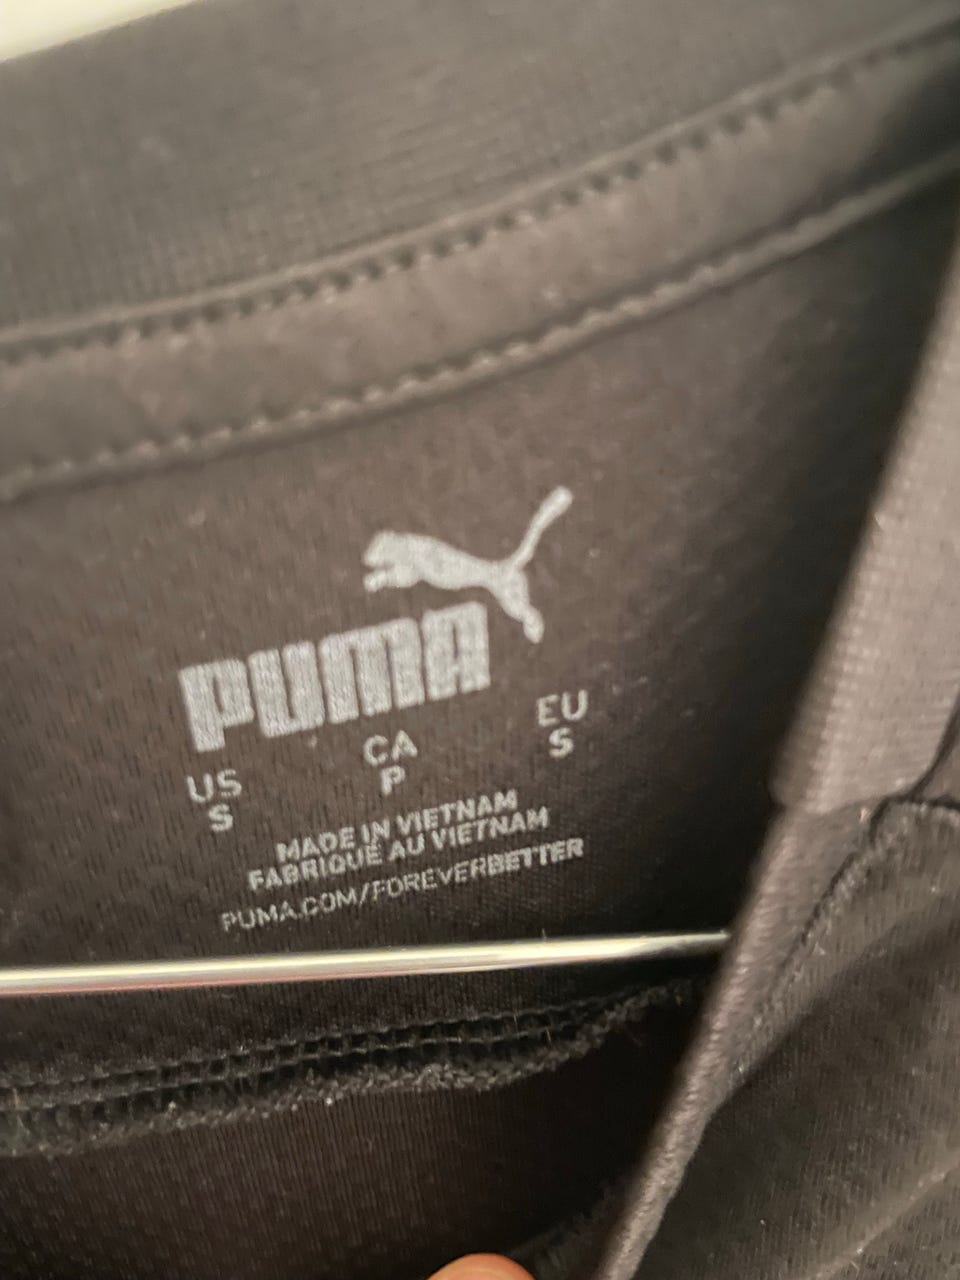 PUMA
US CA EU
S P S
MADE IN VIETNAM
FABRIQUÉ AU VIETNAM
PUMA.COM/FOREVERBETTER